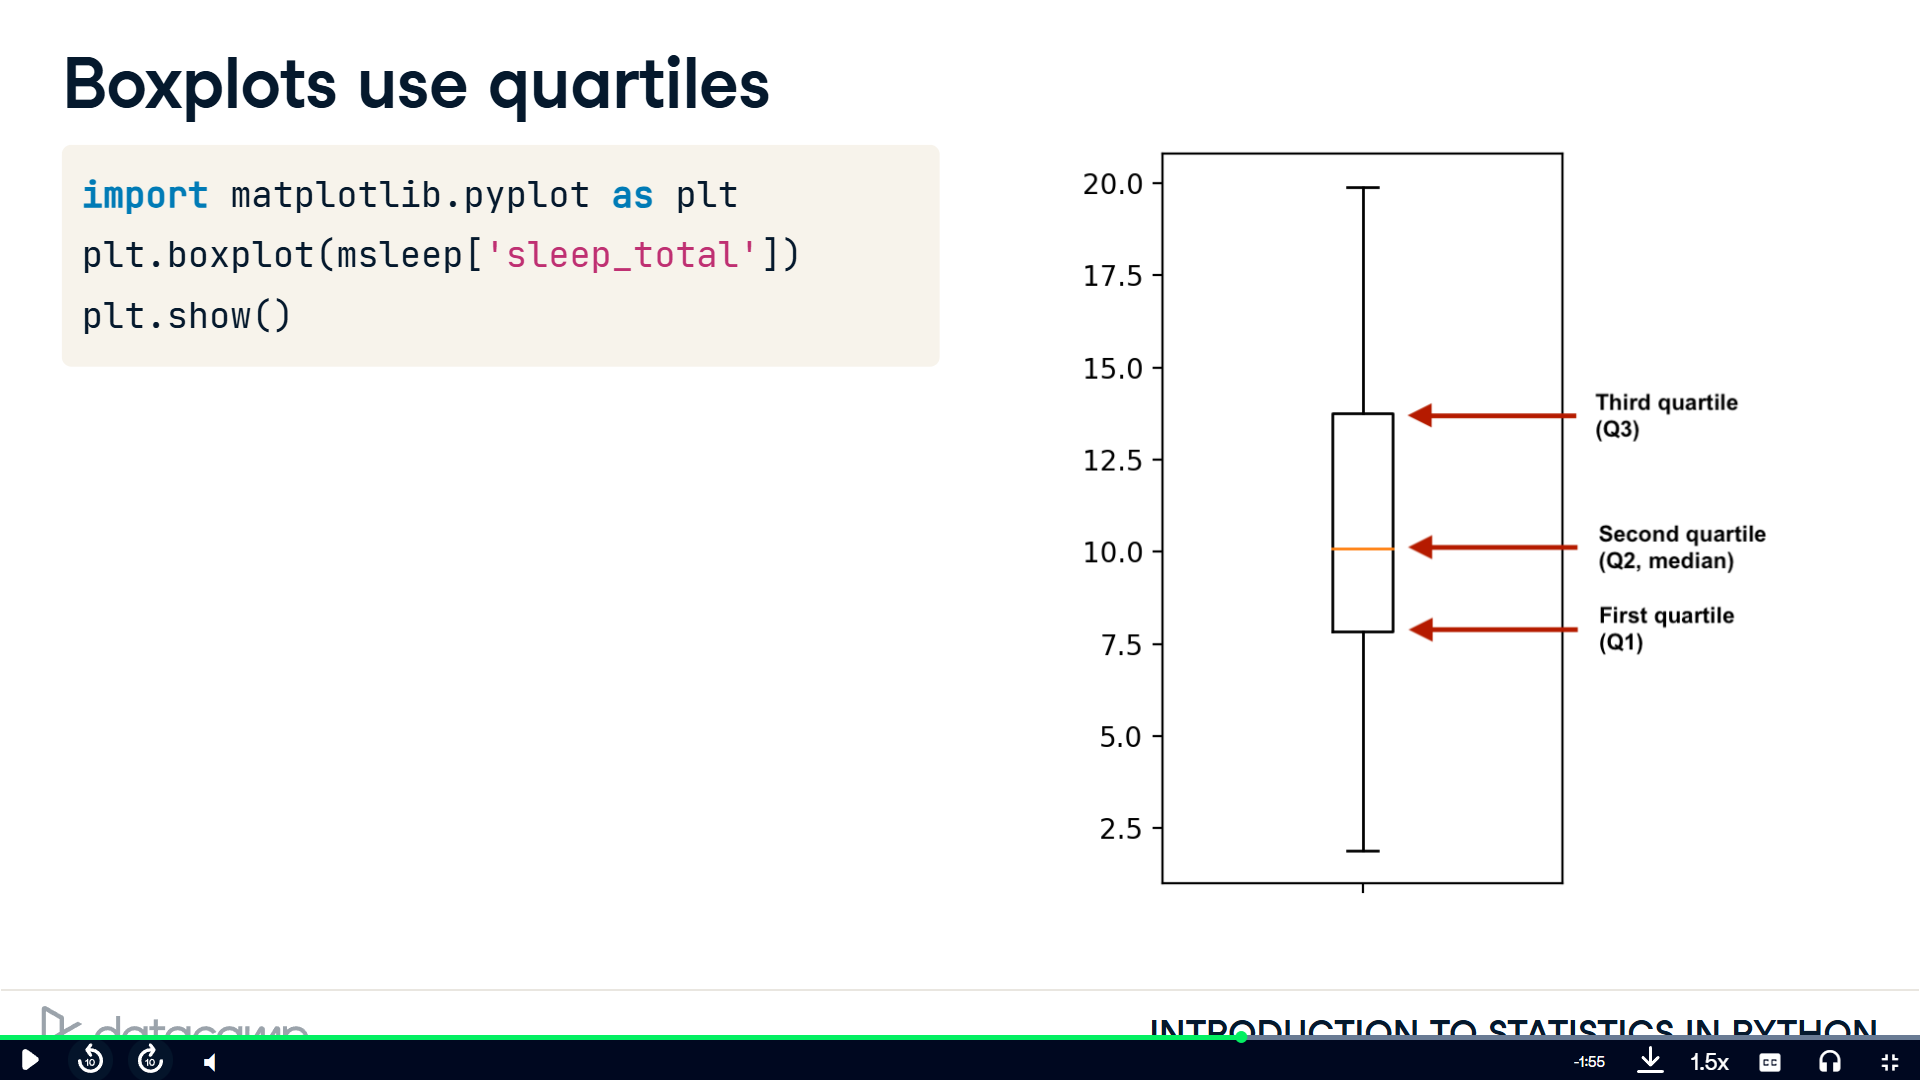 Boxplots use quartiles
import matplotlib.pyplot as plt
plt.boxplot(msleep['sleep_total'])
plt.show()
20.0
17.5
15.0
12.5
10.0
7.5
5.0
2.5
Third quartile
(Q3)
Second quartile
(Q2, median)
First quartile
(Q1)
datacamp
INTRODUCTION TO STATISTICS IN PYTHON
10
10
-1:55
1.5x
CC